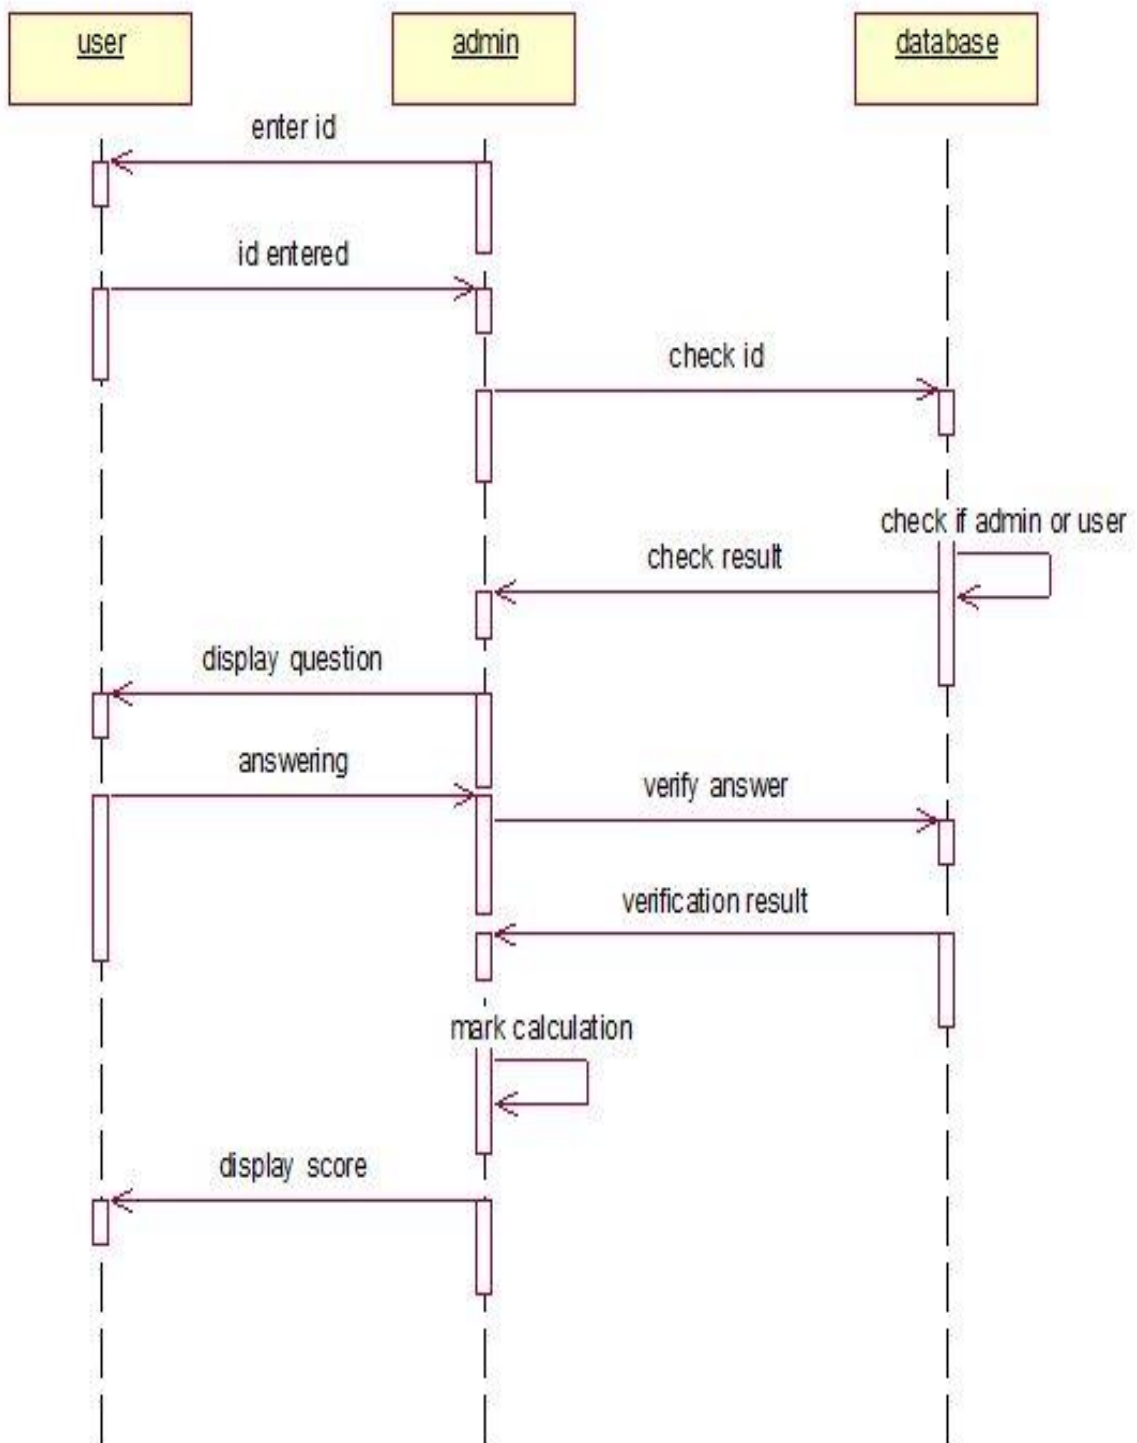 user
admin
database
enter id
id entered
check id
check if admin or user
check result
display question
answering
verify answer
verification result
mark calculation
display score